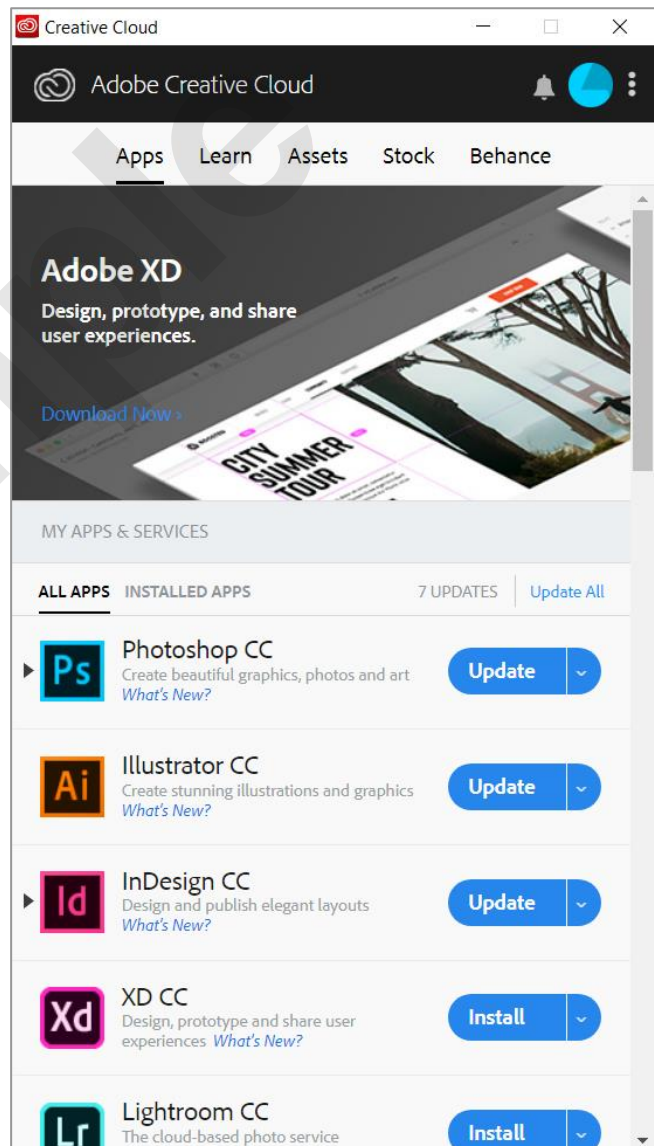 Creative Cloud
Adobe Creative Cloud
Apps Learn Assets Stock Behance
Adobe XD
Design, prototype, and share
user experiences.
Download Now ›
CITY
SUMMER
TOUR
MY APPS & SERVICES
ALL APPS INSTALLED APPS 7 UPDATES Update All
Ps
Photoshop CC
Create beautiful graphics, photos and art
What's New?
Update
Ai
Illustrator CC
Create stunning illustrations and graphics
What's New?
Update
Id
InDesign CC
Design and publish elegant layouts
What's New?
Update
Xd
XD CC
Design, prototype and share user
experiences What's New?
Install
Lr
Lightroom CC
The cloud-based photo service
Install